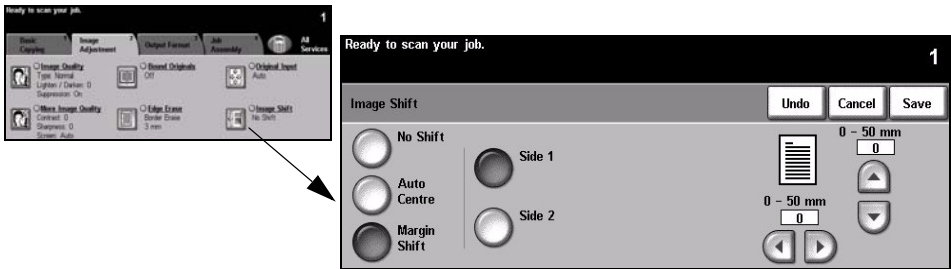 Ready to scan your job.
1
Basic Copying
Image Adjustment
2
Output Format
3
Job Assembly
4
All Services
Image Quality
Type: Normal
Lighten / Darken: 0
Suppression: On
Bound Originals
Off
Original Input
Auto
More Image Quality
Contrast: 0
Sharpness: 0
Screen: Auto
Edge Erase
Border Erase
3 mm
Image Shift
No Shift
Ready to scan your job.
1
Image Shift
Undo
Cancel
Save
No Shift
Auto
Centre
Margin
Shift
Side 1
Side 2
0 - 50 mm
0
0 - 50 mm
0